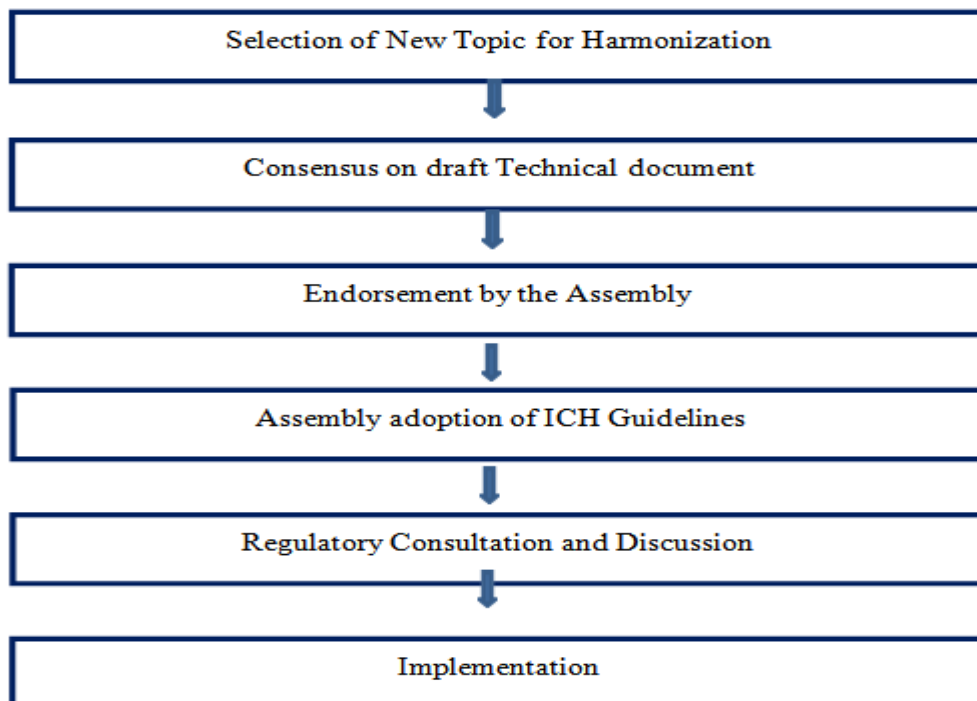 Selection of New Topic for Harmonization
Consensus on draft Technical document
Endorsement by the Assembly
Assembly adoption of ICH Guidelines
Regulatory Consultation and Discussion
Implementation